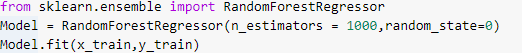 from sklearn.ensemble import RandomForestRegressor
Model = RandomForestRegressor(n_estimators = 1000,random_state=0)
Model.fit(x_train,y_train)